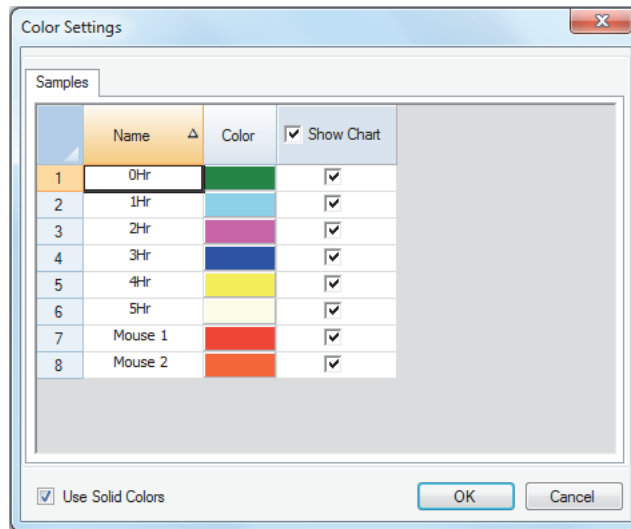 Color Settings
Samples
Name Color Show Chart
1 0Hr
2 1Hr
3 2Hr
4 3Hr
5 4Hr
6 5Hr
7 Mouse 1
8 Mouse 2
Use Solid Colors OK Cancel